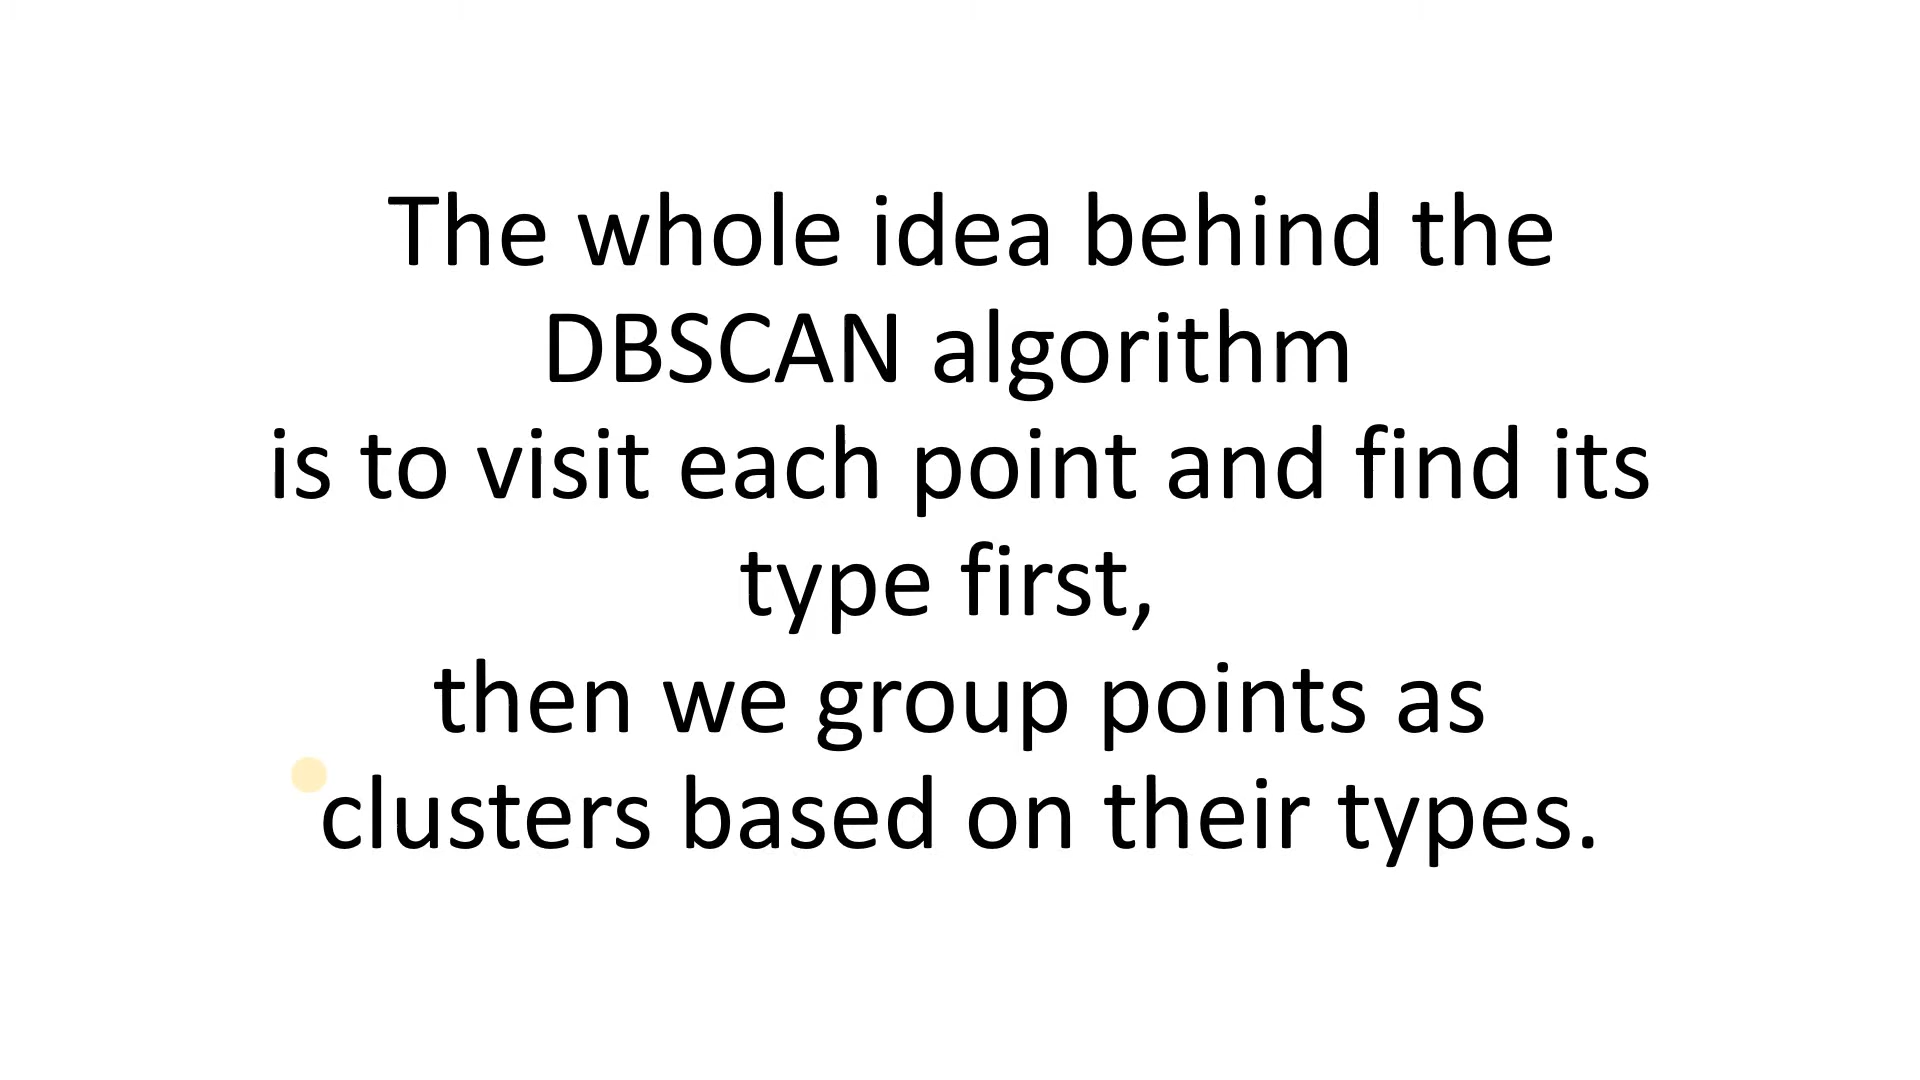 The whole idea behind the
DBSCAN algorithm
is to visit each point and find its
type first,
then we group points as
clusters based on their types.